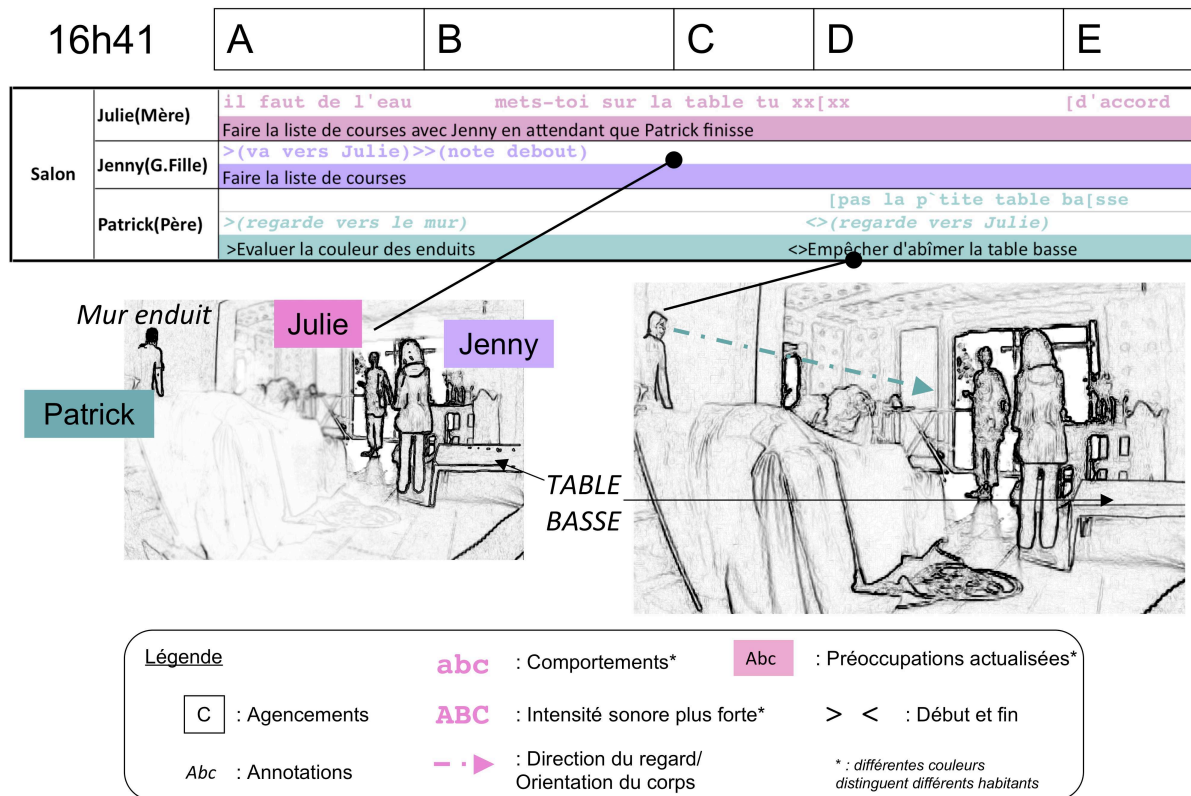 16h41
A
B
C
D
E
Salon
Julie(Mère)
il faut de l'eau mets-toi sur la table tu xx[xx [d'accord
Faire la liste de courses avec Jenny en attendant que Patrick finisse
Jenny(G.Fille)
>(va vers Julie)>>(note debout)
Faire la liste de courses
Patrick(Père)
[pas la p`tite table ba[sse
>(regarde vers le mur) <>(regarde vers Julie)
>Evaluer la couleur des enduits <>Empêcher d'abîmer la table basse
Mur enduit
Julie
Jenny
Patrick
TABLE
BASSE
Légende
abc : Comportements*
Abc : Préoccupations actualisées*
C : Agencements
ABC : Intensité sonore plus forte*
> < : Début et fin
Abc : Annotations
: Direction du regard/
Orientation du corps
* : différentes couleurs
distinguent différents habitants